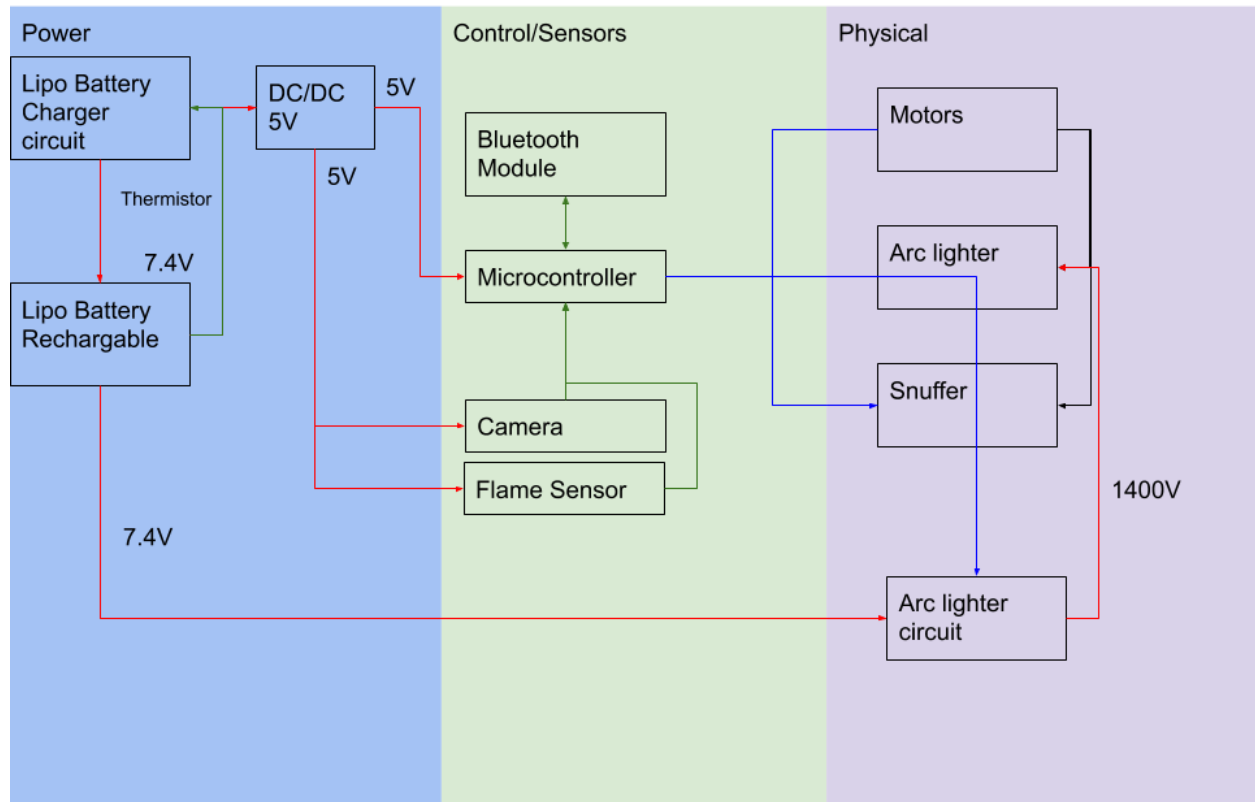 Power
Lipo Battery
Charger
circuit
DC/DC
5V
5V
5V
Thermistor
7.4V
Lipo Battery
Rechargable
7.4V
Control/Sensors
Bluetooth
Module
Microcontroller
Camera
Flame Sensor
Physical
Motors
Arc lighter
Snuffer
1400V
Arc lighter
circuit